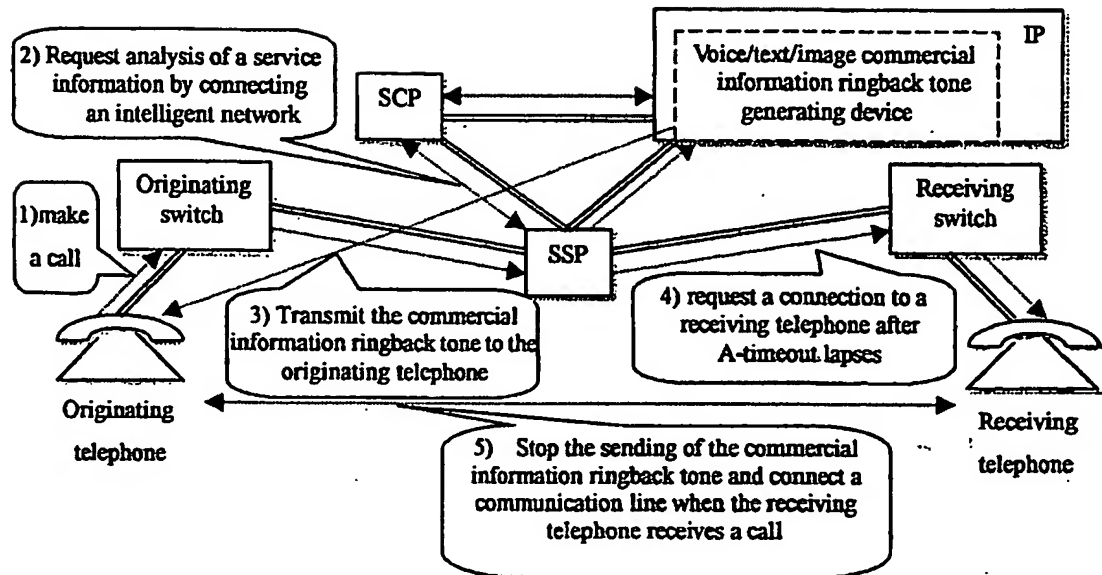 2) Request analysis of a service
information by connecting
an intelligent network
SCP
IP
Voice/text/image commercial
information ringback tone
generating device
Originating
switch
Receiving
switch
1)make
a call
SSP
3) Transmit the commercial
information ringback tone to the
originating telephone
4) request a connection to a
receiving telephone after
A-timeout lapses
Originating
telephone
Receiving
telephone
5) Stop the sending of the commercial
information ringback tone and connect a
communication line when the receiving
telephone receives a call